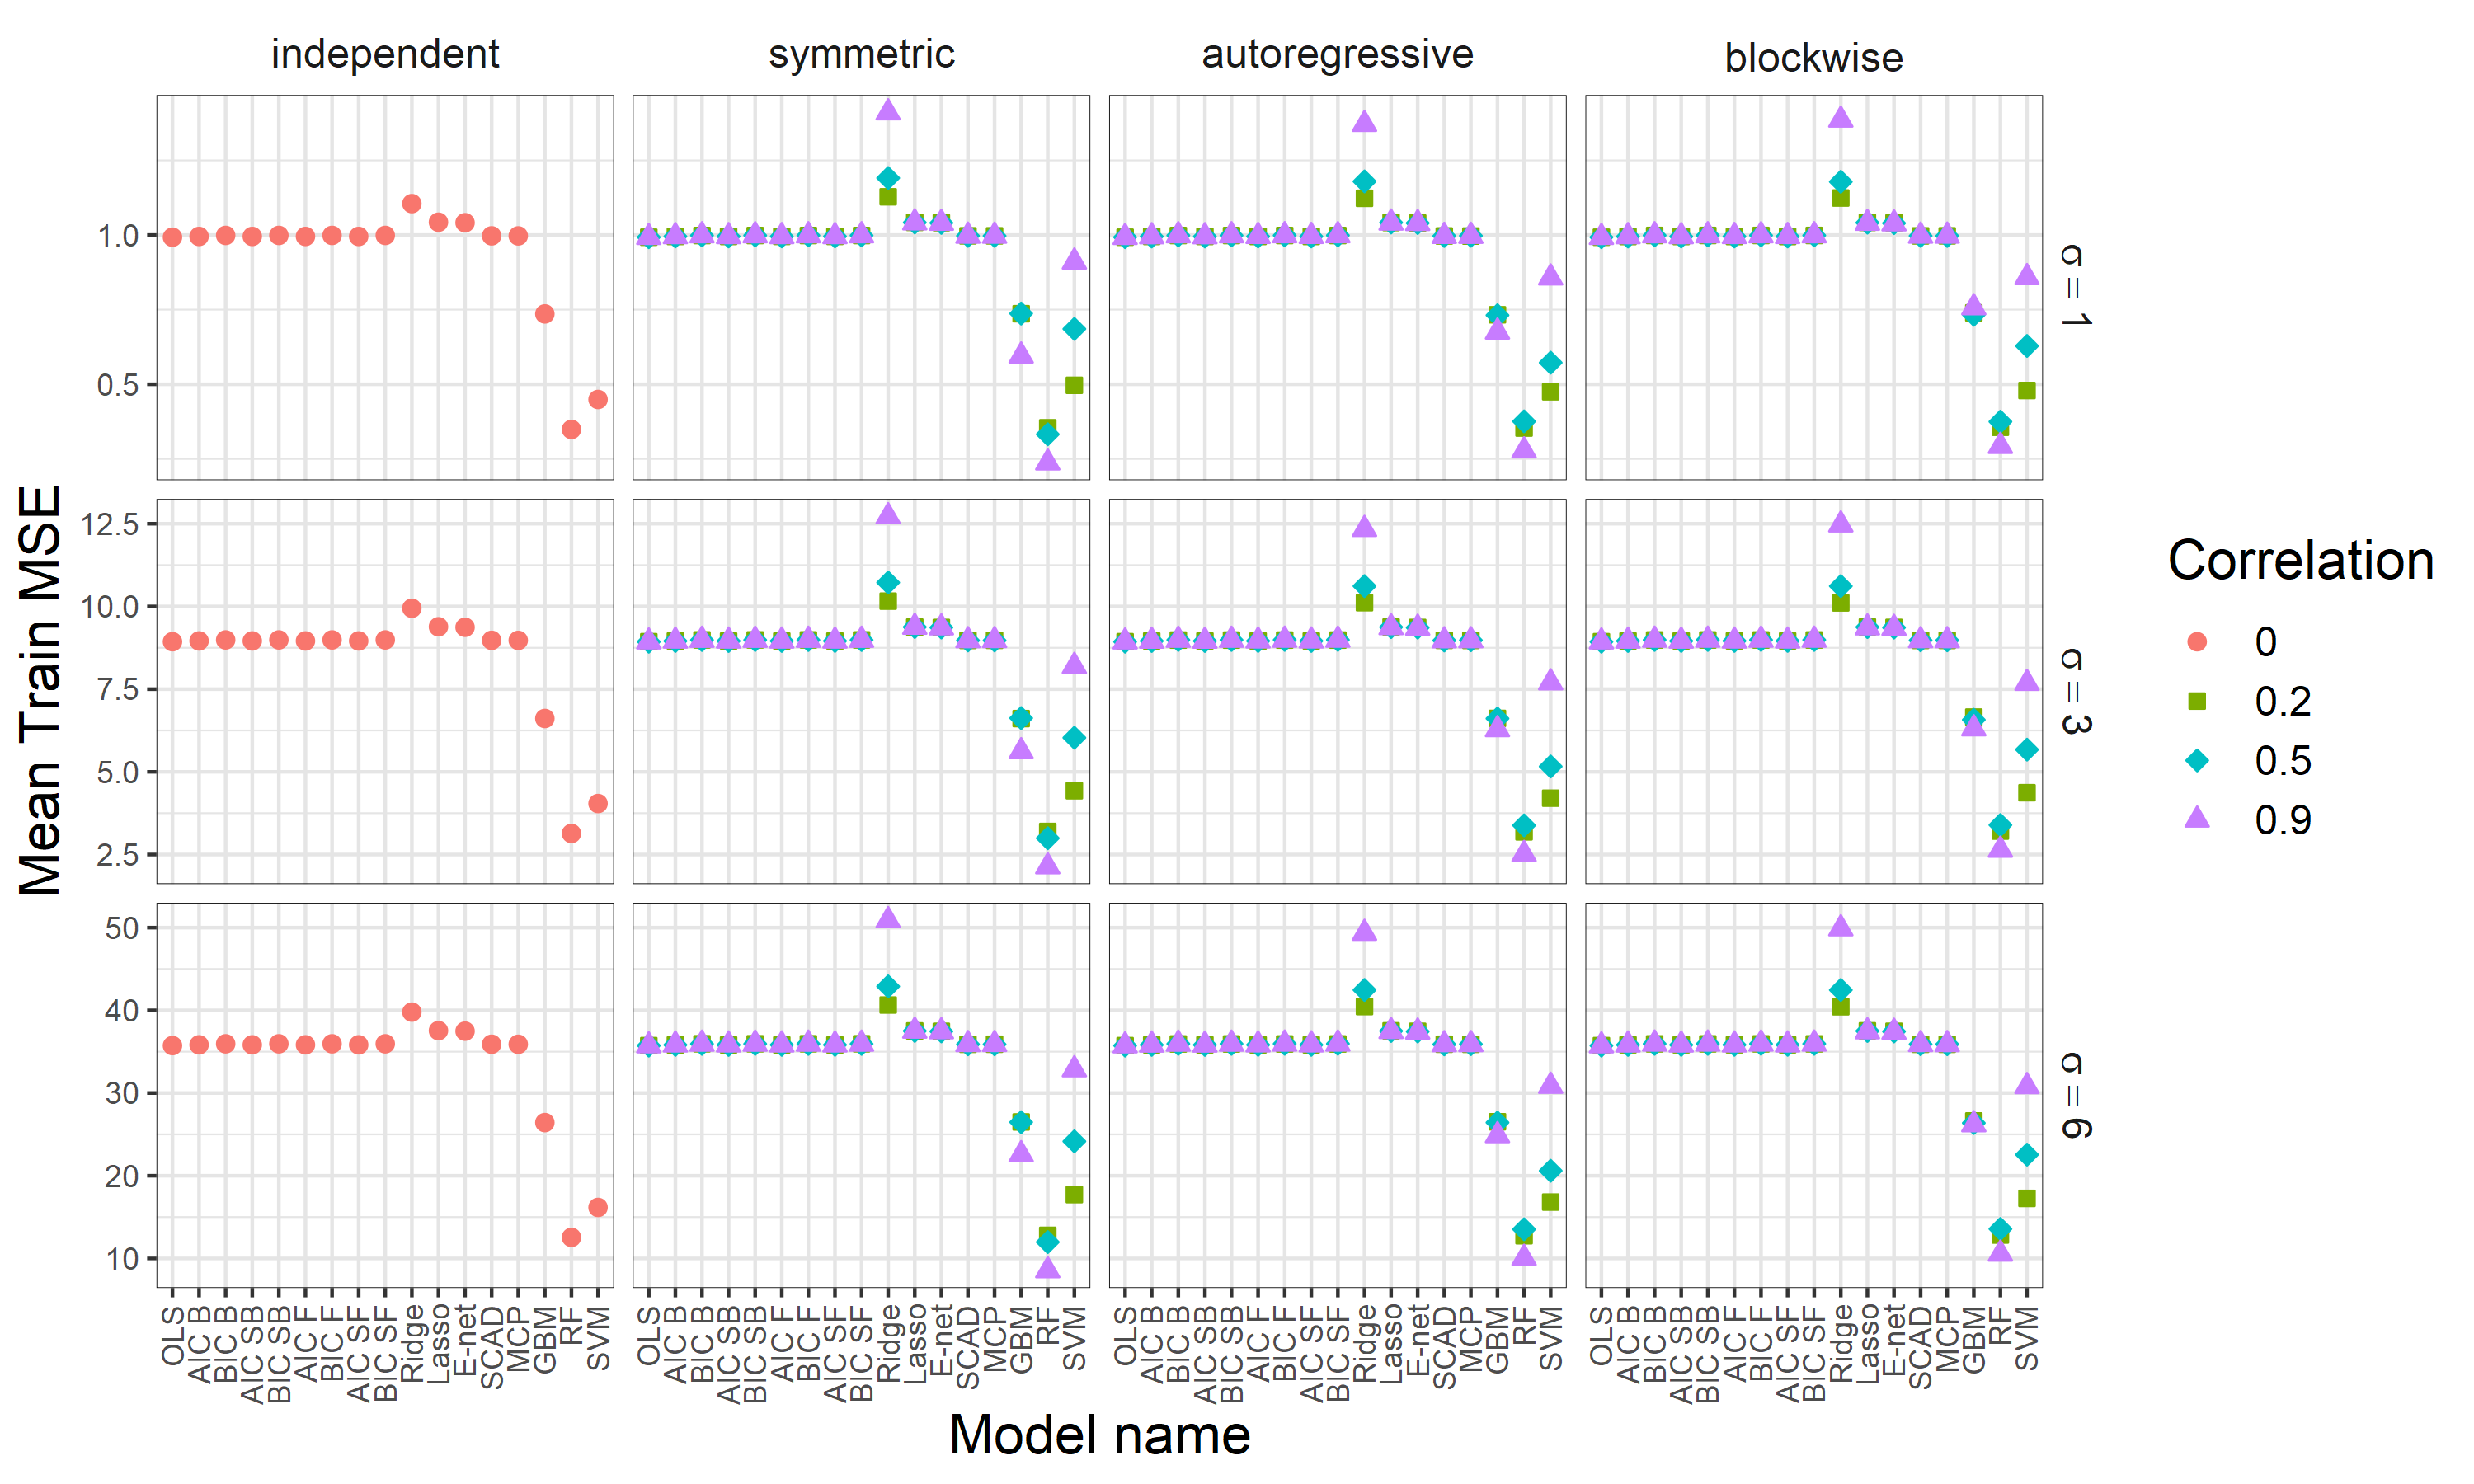 independent
symmetric
autoregressive
blockwise
1.0
0.5
σ = 1
12.5
10.0
7.5
5.0
2.5
σ = 3
50
40
30
20
10
σ = 6
Mean Train MSE
OLS
AIC B
BIC B
AIC SB
BIC SB
AIC F
BIC F
AIC SF
BIC SF
Ridge
Lasso
E-net
SCAD
MCP
GBM
RF
SVM
OLS
AIC B
BIC B
AIC SB
BIC SB
AIC F
BIC F
AIC SF
BIC SF
Ridge
Lasso
E-net
SCAD
MCP
GBM
RF
SVM
OLS
AIC B
BIC B
AIC SB
BIC SB
AIC F
BIC F
AIC SF
BIC SF
Ridge
Lasso
E-net
SCAD
MCP
GBM
RF
SVM
OLS
AIC B
BIC B
AIC SB
BIC SB
AIC F
BIC F
AIC SF
BIC SF
Ridge
Lasso
E-net
SCAD
MCP
GBM
RF
SVM
Model name
Correlation
0
0.2
0.5
0.9